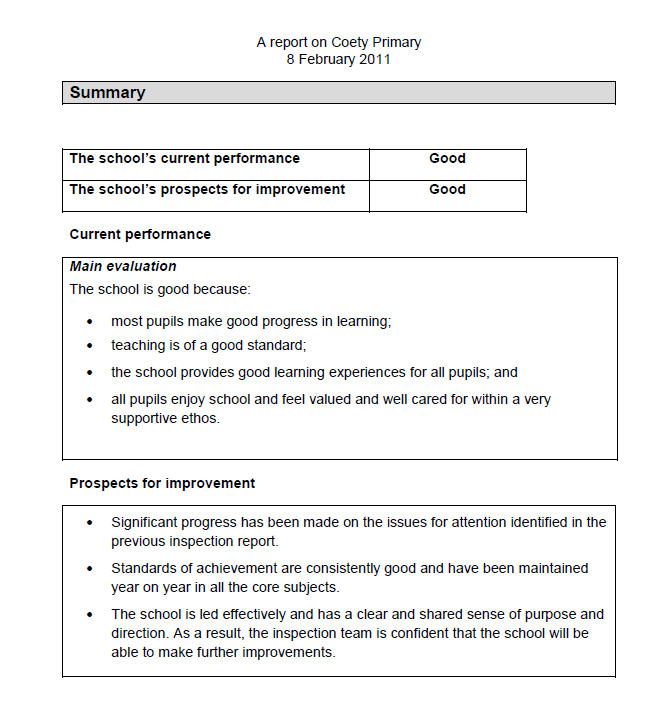 A report on Coety Primary
8 February 2011
Summary
The school's current performance Good
The school's prospects for improvement Good
Current performance
Main evaluation
The school is good because:
• most pupils make good progress in learning;
• teaching is of a good standard;
• the school provides good learning experiences for all pupils; and
• all pupils enjoy school and feel valued and well cared for within a very
supportive ethos.
Prospects for improvement
• Significant progress has been made on the issues for attention identified in the
previous inspection report.
• Standards of achievement are consistently good and have been maintained
year on year in all the core subjects.
• The school is led effectively and has a clear and shared sense of purpose and
direction. As a result, the inspection team is confident that the school will be
able to make further improvements.